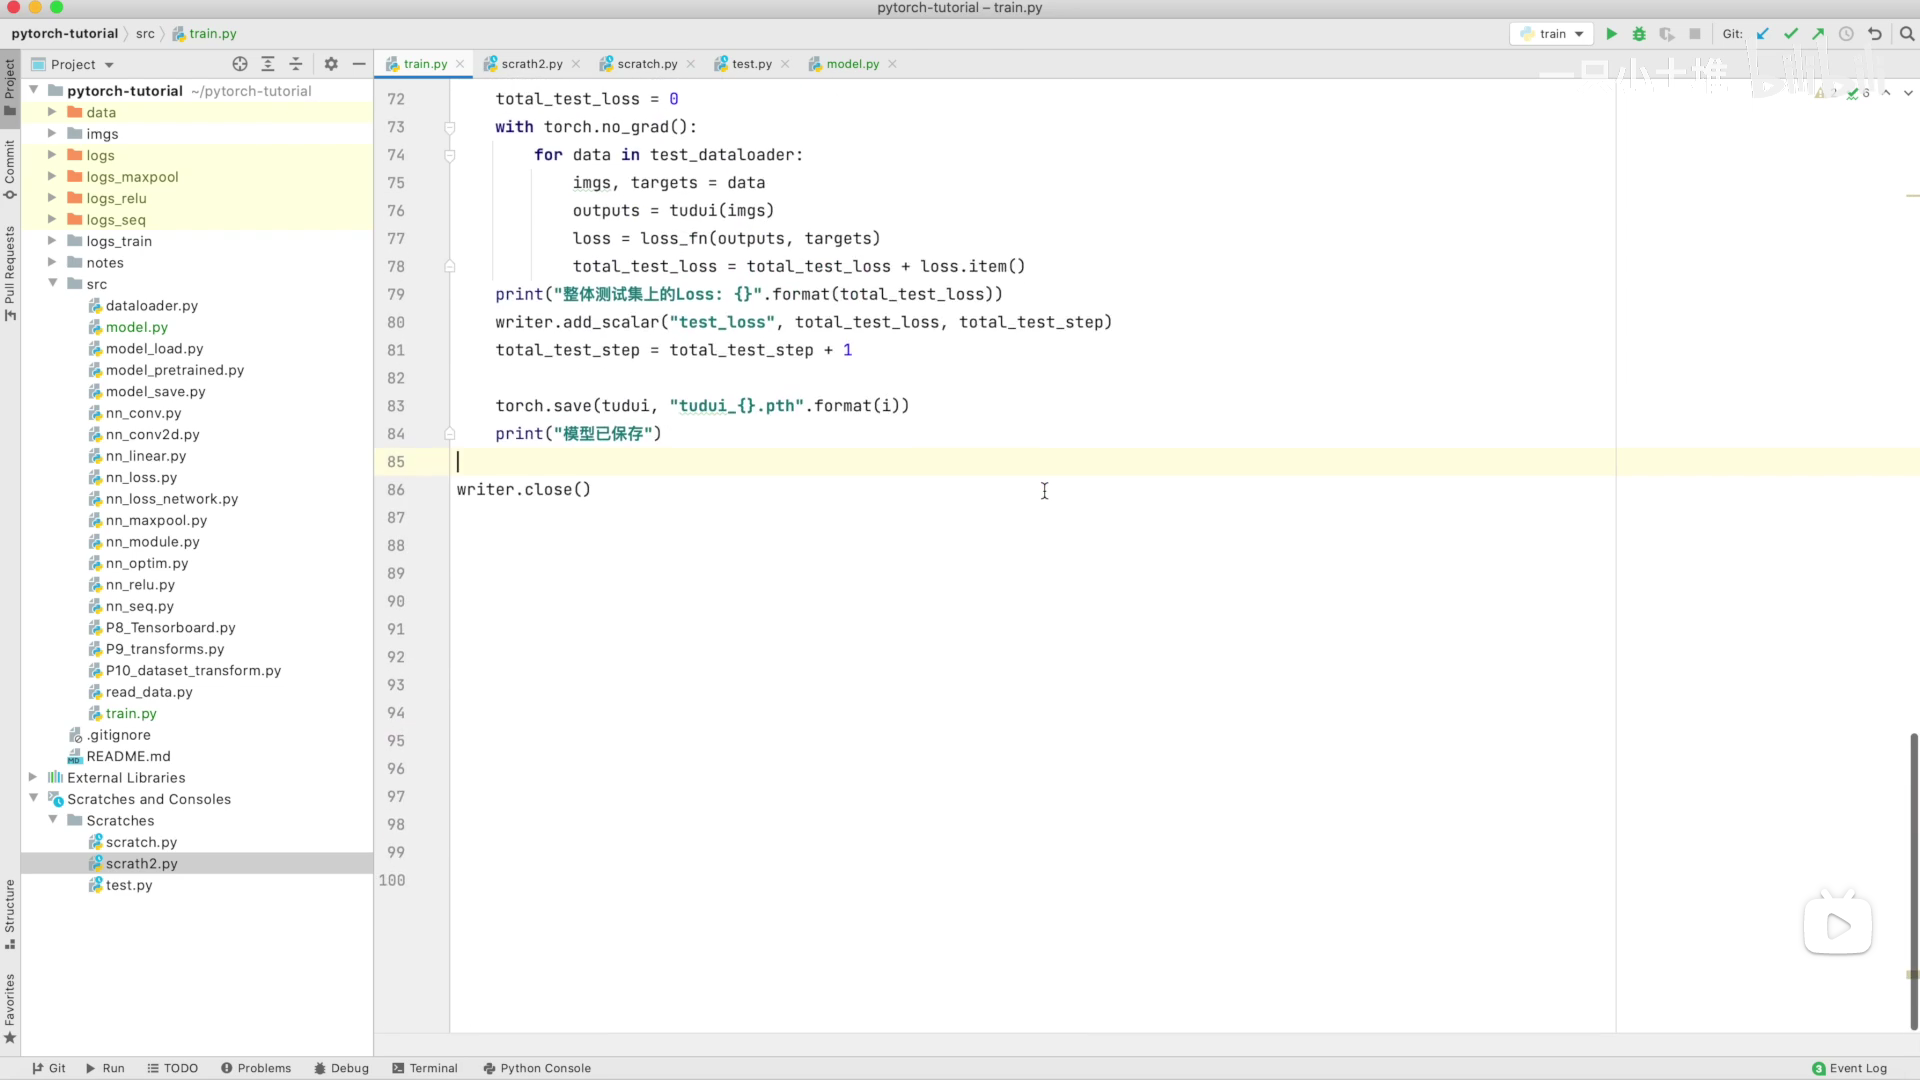 pytorch-tutorial – train.py
pytorch-tutorial
src
train.py
train
Git:
Project
train.py
scrath2.py
scratch.py
test.py
model.py
一只小土堆
bilibili
2
6
Project
Commit
Pull Requests
Structure
Favorites
pytorch-tutorial ~/pytorch-tutorial
data
imgs
logs
logs_maxpool
logs_relu
logs_seq
logs_train
notes
src
dataloader.py
model.py
model_load.py
model_pretrained.py
model_save.py
nn_conv.py
nn_conv2d.py
nn_linear.py
nn_loss.py
nn_loss_network.py
nn_maxpool.py
nn_module.py
nn_optim.py
nn_relu.py
nn_seq.py
P8_Tensorboard.py
P9_transforms.py
P10_dataset_transform.py
read_data.py
train.py
.gitignore
README.md
External Libraries
Scratches and Consoles
Scratches
scratch.py
scrath2.py
test.py
72 total_test_loss = 0
73 with torch.no_grad():
74 for data in test_dataloader:
75 imgs, targets = data
76 outputs = tudui(imgs)
77 loss = loss_fn(outputs, targets)
78 total_test_loss = total_test_loss + loss.item()
79 print("整体测试集上的Loss: {}".format(total_test_loss))
80 writer.add_scalar("test_loss", total_test_loss, total_test_step)
81 total_test_step = total_test_step + 1
82
83 torch.save(tudui, "tudui_{}.pth".format(i))
84 print("模型已保存")
85
86 writer.close()
87
88
89
90
91
92
93
94
95
96
97
98
99
100
Git
Run
TODO
Problems
Debug
Terminal
Python Console
3 Event Log